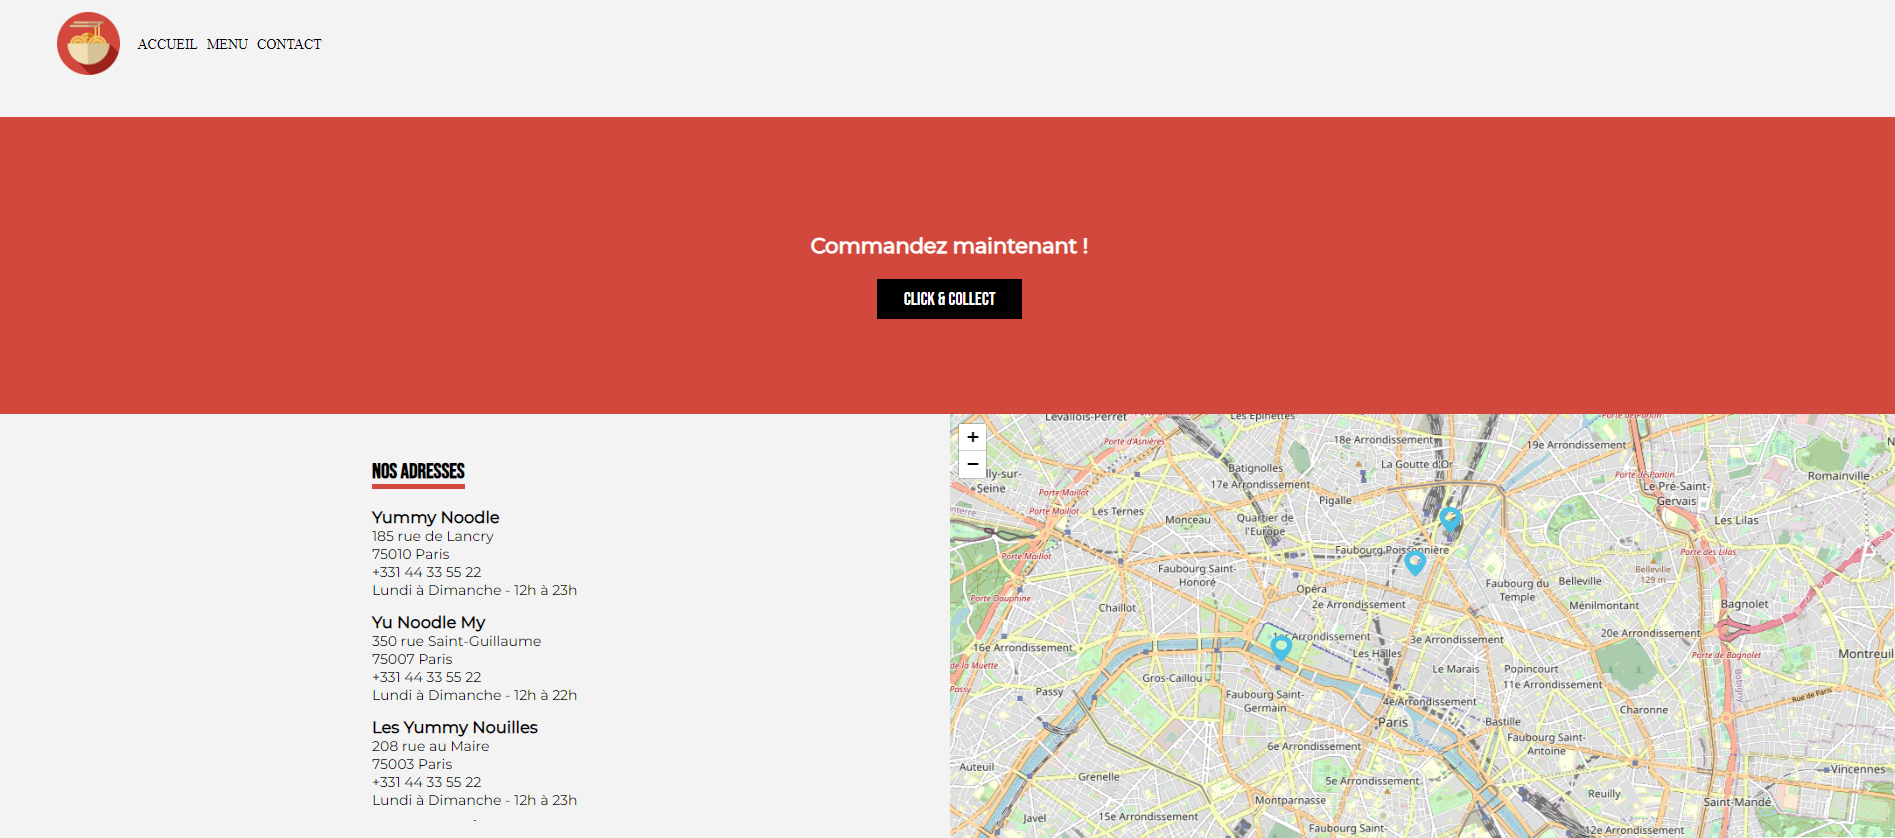 ACCUEIL MENU CONTACT
Commandez maintenant !
CLICK & COLLECT
NOS ADRESSES
Yummy Noodle
185 rue de Lancry
75010 Paris
+331 44 33 55 22
Lundi à Dimanche - 12h à 23h
Yu Noodle My
350 rue Saint-Guillaume
75007 Paris
+331 44 33 55 22
Lundi à Dimanche - 12h à 22h
Les Yummy Nouilles
208 rue au Maire
75003 Paris
+331 44 33 55 22
Lundi à Dimanche - 12h à 23h
+
−
Levallois-Perret
Les Epinettes
Porte d'Asnières
18e Arrondissement
19e Arrondissement
La Goutte d'Or
Batignolles
17e Arrondissement
lly-sur-
Seine
Porte Maillot
Porte Maillot
Porte Maillot
Les Ternes
Monceau
Pigalle
Quartier de
l'Europe
Porte de Pantin
Le Pré-Saint-
Gervais
Romainville
Les Lilas
Porte des Lilas
Faubourg Poissonnière
Faubourg Saint-
Honoré
Opéra
2e Arrondissement
Faubourg du
Temple
Belleville
Belleville
129 m
Ménilmontant
Bagnolet
Porte Dauphine
Chaillot
16e Arrondissement
1er Arrondissement
3e Arrondissement
20e Arrondissement
Les Halles
Le Marais
Popincourt
11e Arrondissement
Porte de Bagnolet
Montreuil
de la Muette
Passy
Passy
Gros-Caillou
Faubourg Saint-
Germain
4e Arrondissement
Paris
Bastille
Charonne
Rue de Paris
Faubourg Saint-
Antoine
6e Arrondissement
5e Arrondissement
Auteuil
Grenelle
Montparnasse
Javel
15e Arrondissement
Faubourg Saint-
Reuilly
12e Arrondissement
Saint-Mandé
Vincennes